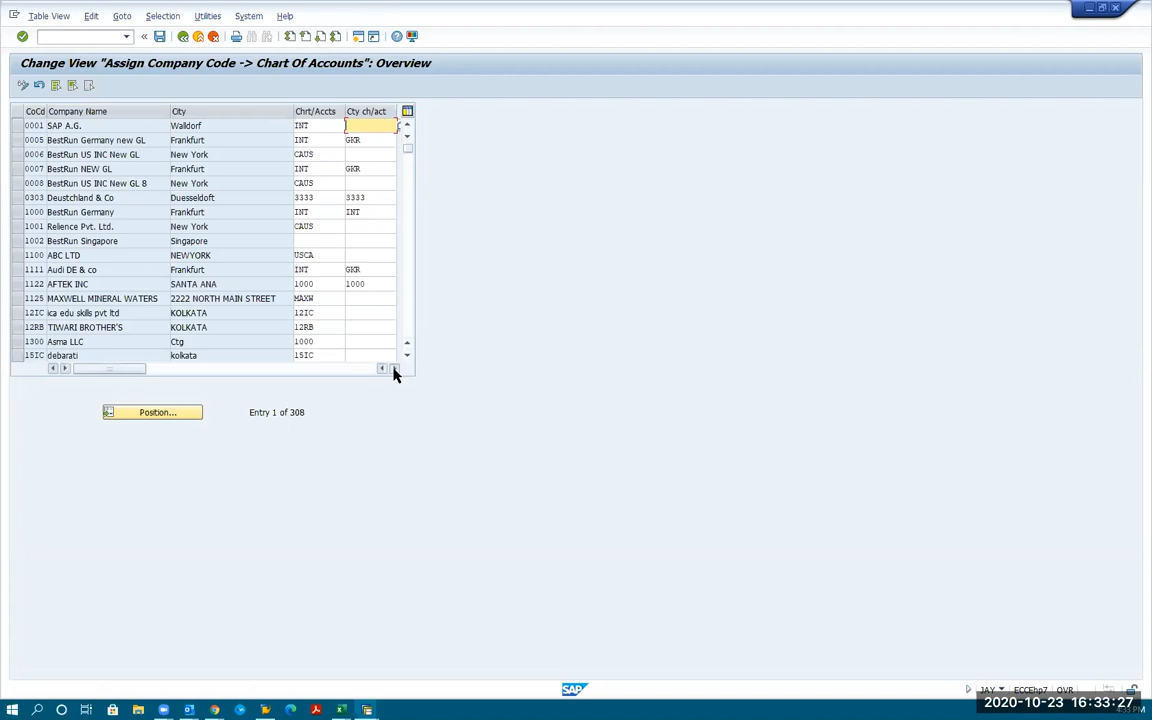 Table View Edit Goto Selection Utilities System Help
Change View "Assign Company Code -> Chart Of Accounts": Overview
CoCd Company Name City Chrt/Accts Cty ch/act
0001 SAP A.G. Walldorf INT
0005 BestRun Germany new GL Frankfurt INT GKR
0006 BestRun US INC New GL New York CAUS
0007 BestRun NEW GL Frankfurt INT GKR
0008 BestRun US INC New GL 8 New York CAUS
0303 Deustchland & Co Duesseldoft 3333 3333
1000 BestRun Germany Frankfurt INT INT
1001 Relience Pvt. Ltd. New York CAUS
1002 BestRun Singapore Singapore
1100 ABC LTD NEWYORK USCA
1111 Audi DE & co Frankfurt INT GKR
1122 AFTEK INC SANTA ANA 1000 1000
1125 MAXWELL MINERAL WATERS 2222 NORTH MAIN STREET MAXW
12IC ica edu skills pvt ltd KOLKATA 12IC
12RB TIWARI BROTHER'S KOLKATA 12RB
1300 Asma LLC Ctg 1000
15IC debarati kolkata 15IC
Position... Entry 1 of 308
SAP
JAY ECCEhp7 OVR
2020-10-23 16:33:27